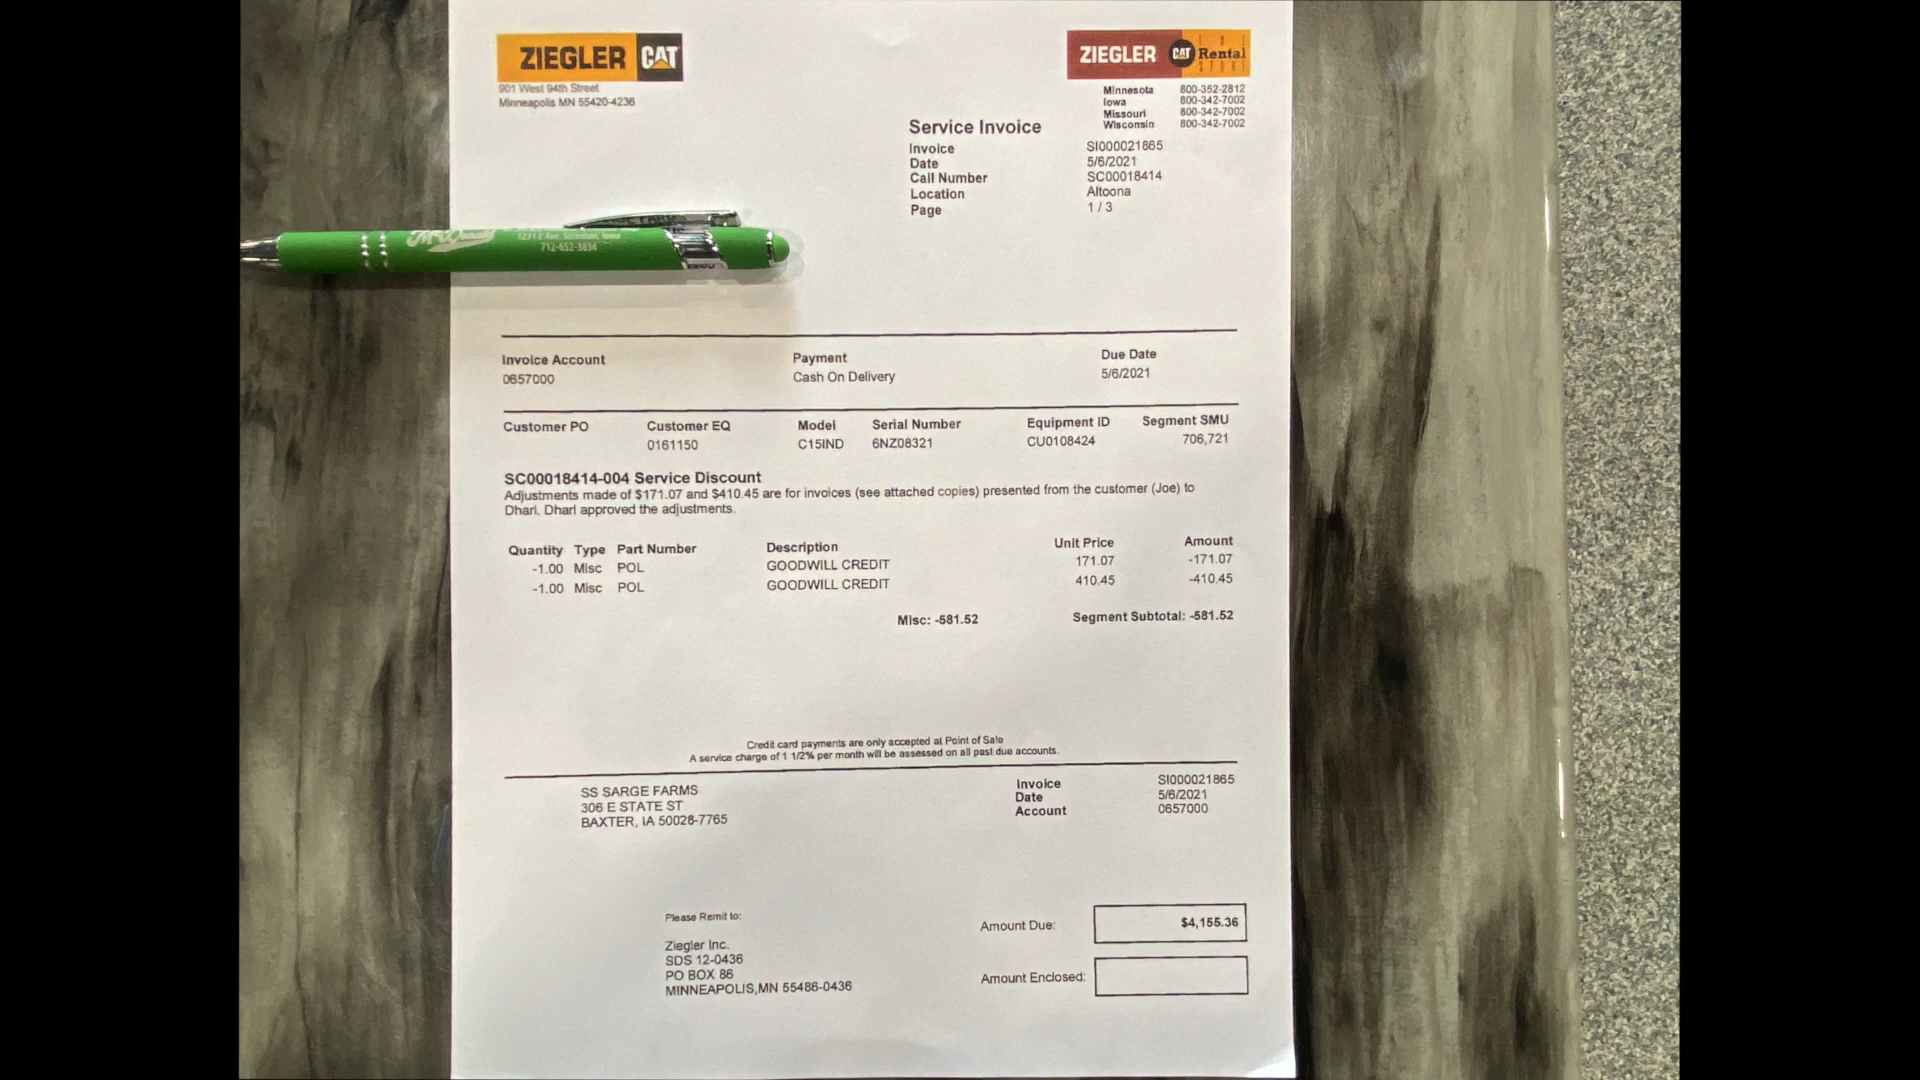 ZIEGLER CAT
901 West 94th Street
Minneapolis MN 55420-4236
ZIEGLER CAT THE Rental STORE
Minnesota 800-352-2812
Iowa 800-342-7002
Missouri 800-342-7002
Wisconsin 800-342-7002
Service Invoice
Invoice SI000021865
Date 5/6/2021
Call Number SC00018414
Location Altoona
Page 1 / 3
712-652-3834
Invoice Account Payment Due Date
0657000 Cash On Delivery 5/6/2021
Customer PO Customer EQ Model Serial Number Equipment ID Segment SMU
0161150 C15IND 6NZ08321 CU0108424 706,721
SC00018414-004 Service Discount
Adjustments made of $171.07 and $410.45 are for invoices (see attached copies) presented from the customer (Joe) to
Dharl. Dharl approved the adjustments.
Quantity Type Part Number Description Unit Price Amount
-1.00 Misc POL GOODWILL CREDIT 171.07 -171.07
-1.00 Misc POL GOODWILL CREDIT 410.45 -410.45
Misc: -581.52 Segment Subtotal: -581.52
Credit card payments are only accepted at Point of Sale
A service charge of 1 1/2% per month will be assessed on all past due accounts.
SS SARGE FARMS
306 E STATE ST
BAXTER, IA 50028-7765
Invoice SI000021865
Date 5/6/2021
Account 0657000
Please Remit to:
Ziegler Inc.
SDS 12-0436
PO BOX 86
MINNEAPOLIS,MN 55486-0436
Amount Due: $4,155.36
Amount Enclosed: